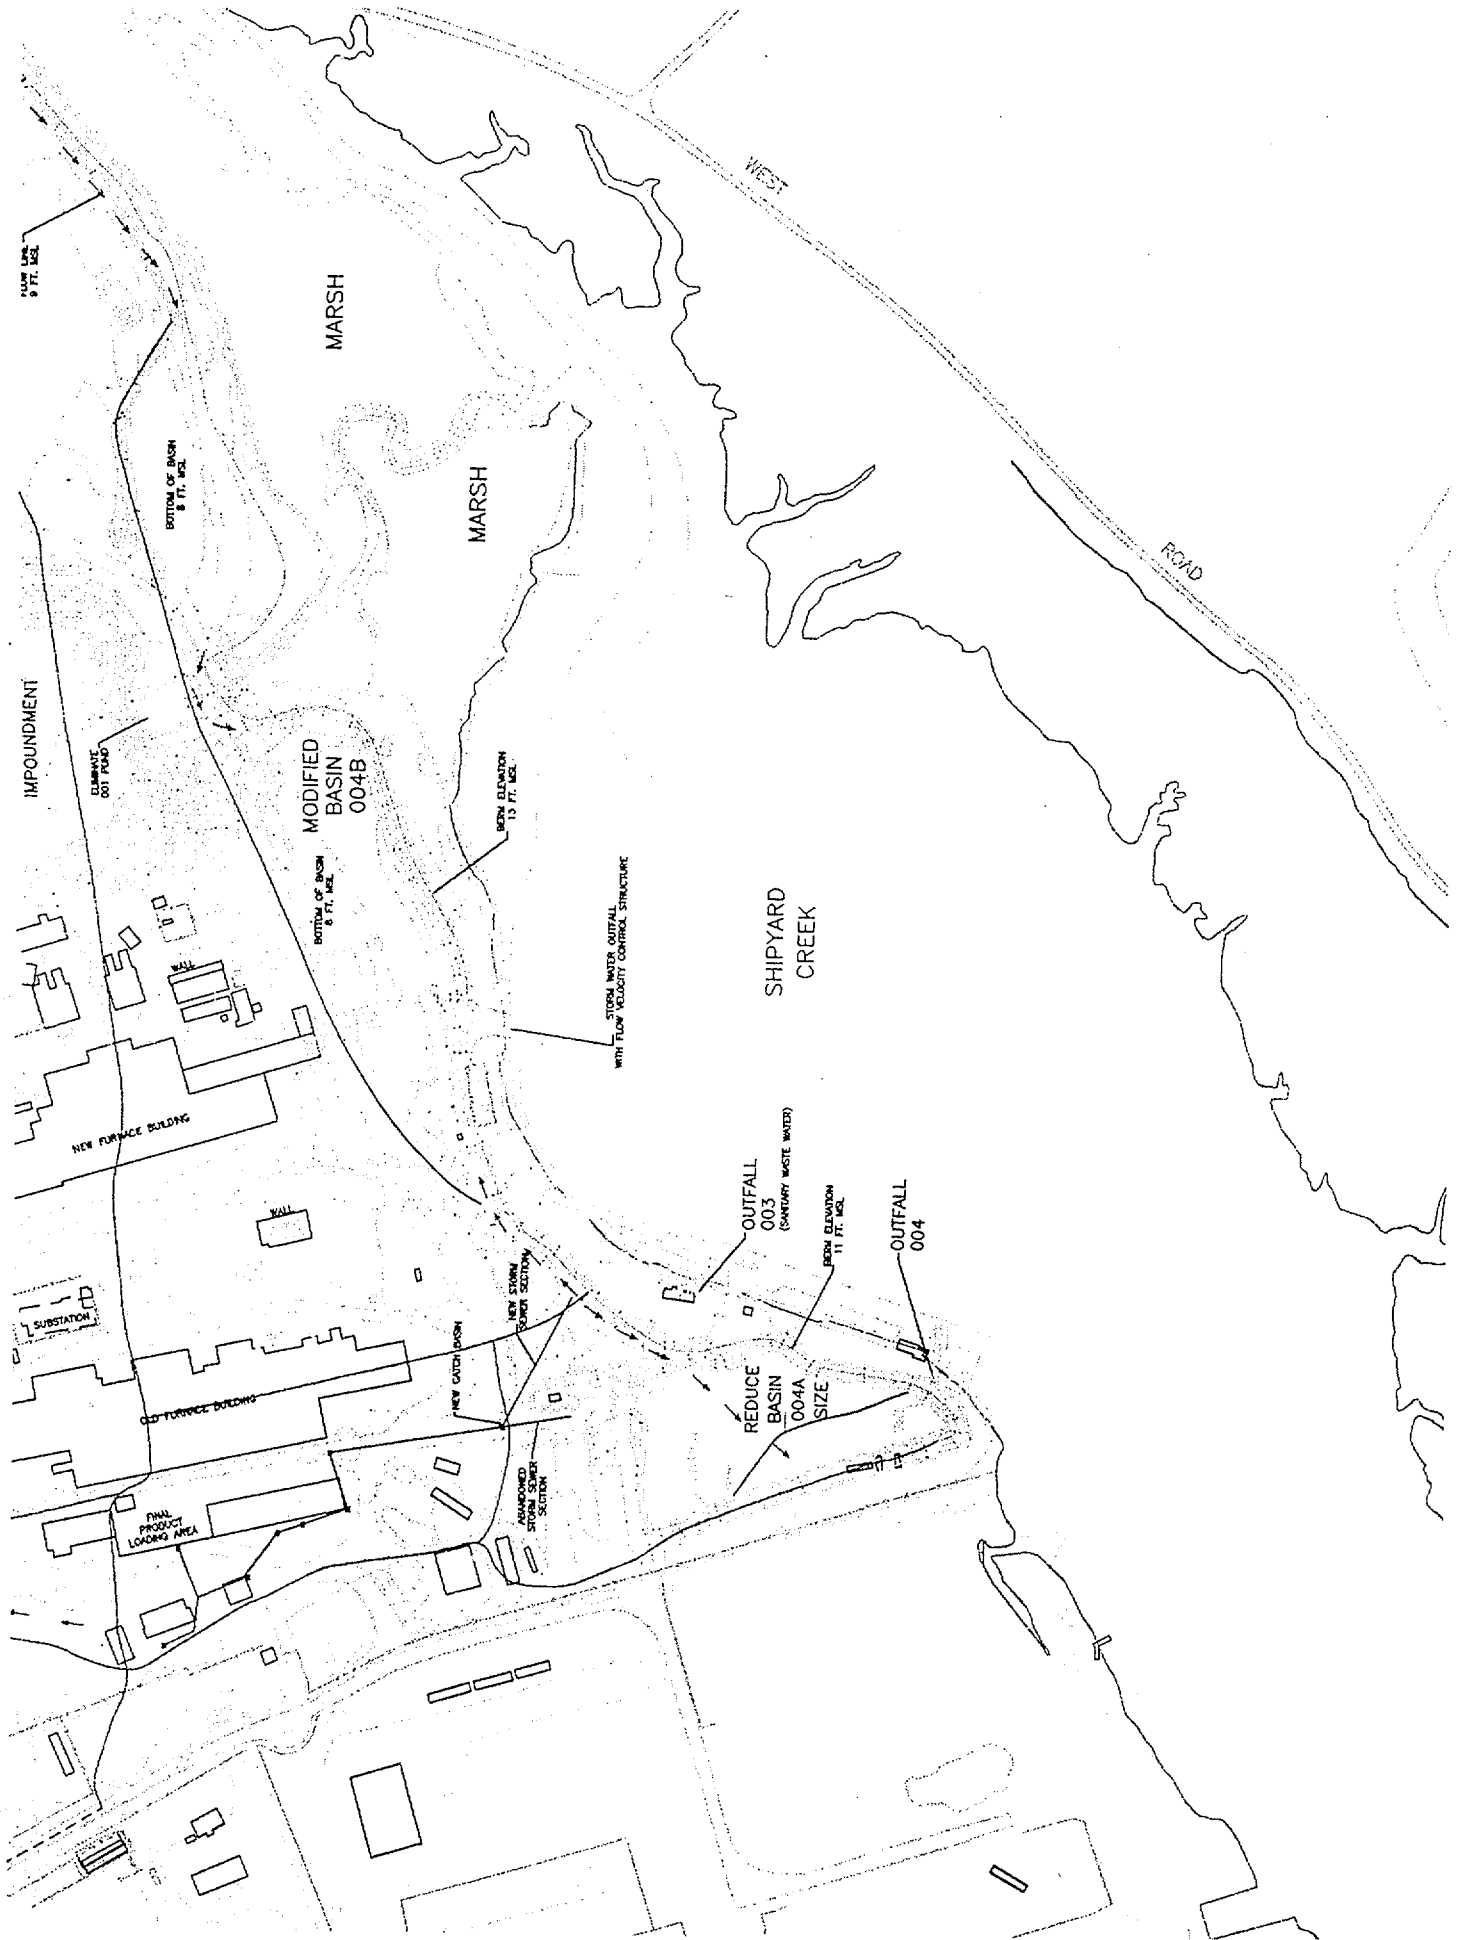 WEST
ROAD
FLOW LINE
9 FT. MSL
MARSH
MARSH
BOTTOM OF BASIN
8 FT. MSL
IMPOUNDMENT
ELIMINATE
001 POND
MODIFIED
BASIN
004B
BERM ELEVATION
13 FT. MSL
BOTTOM OF BASIN
8 FT. MSL
STORM WATER OUTFALL
WITH FLOW VELOCITY CONTROL STRUCTURE
SHIPYARD
CREEK
WALL
NEW FURNACE BUILDING
WALL
OUTFALL
003
(SANITARY WASTE WATER)
BERM ELEVATION
11 FT. MSL
OUTFALL
004
NEW STORM
SEWER SECTION
NEW CATCH BASIN
SUBSTATION
OLD FURNACE BUILDING
REDUCE
BASIN
004A
SIZE
ABANDONED
STORM SEWER
SECTION
FINAL
PRODUCT
LOADING AREA